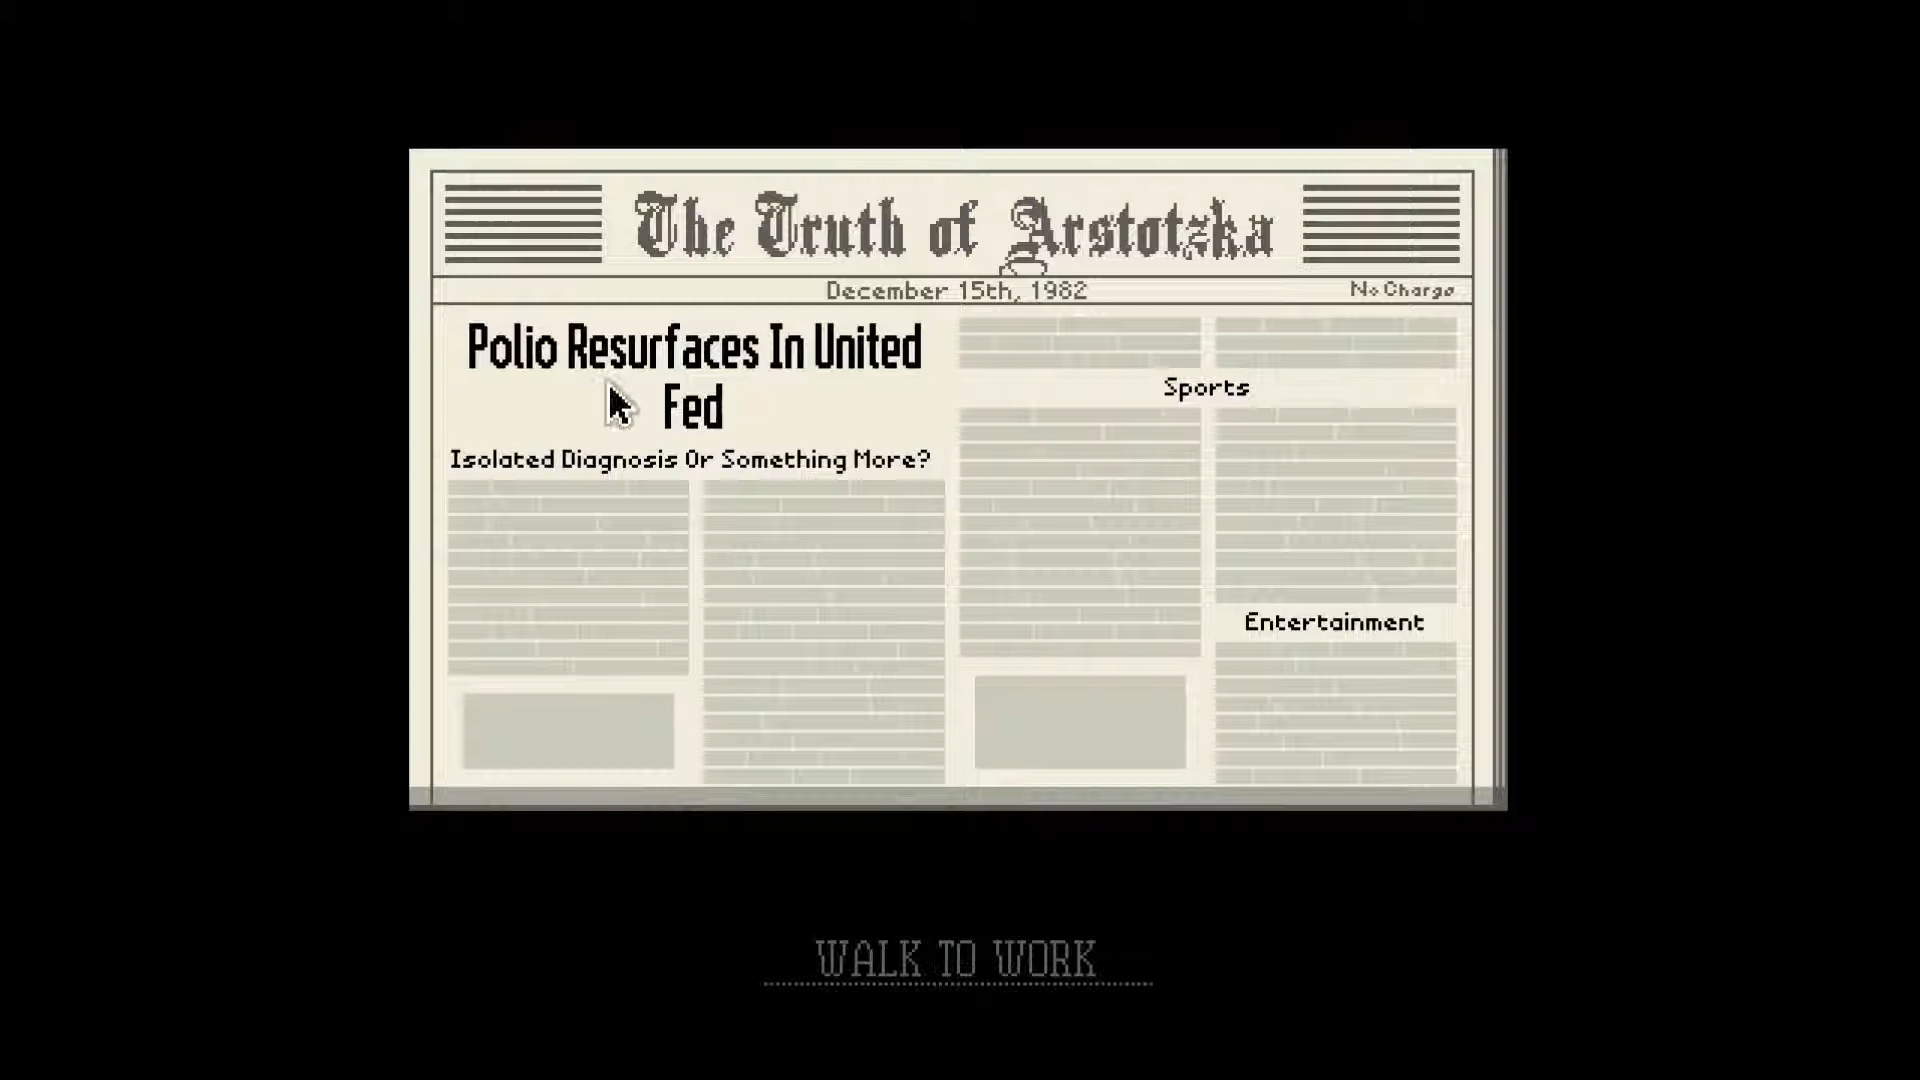 The Truth of Arstotzka
December 15th, 1982
No Charge
Polio Resurfaces In United
Fed
Isolated Diagnosis Or Something More?
Sports
Entertainment
WALK TO WORK